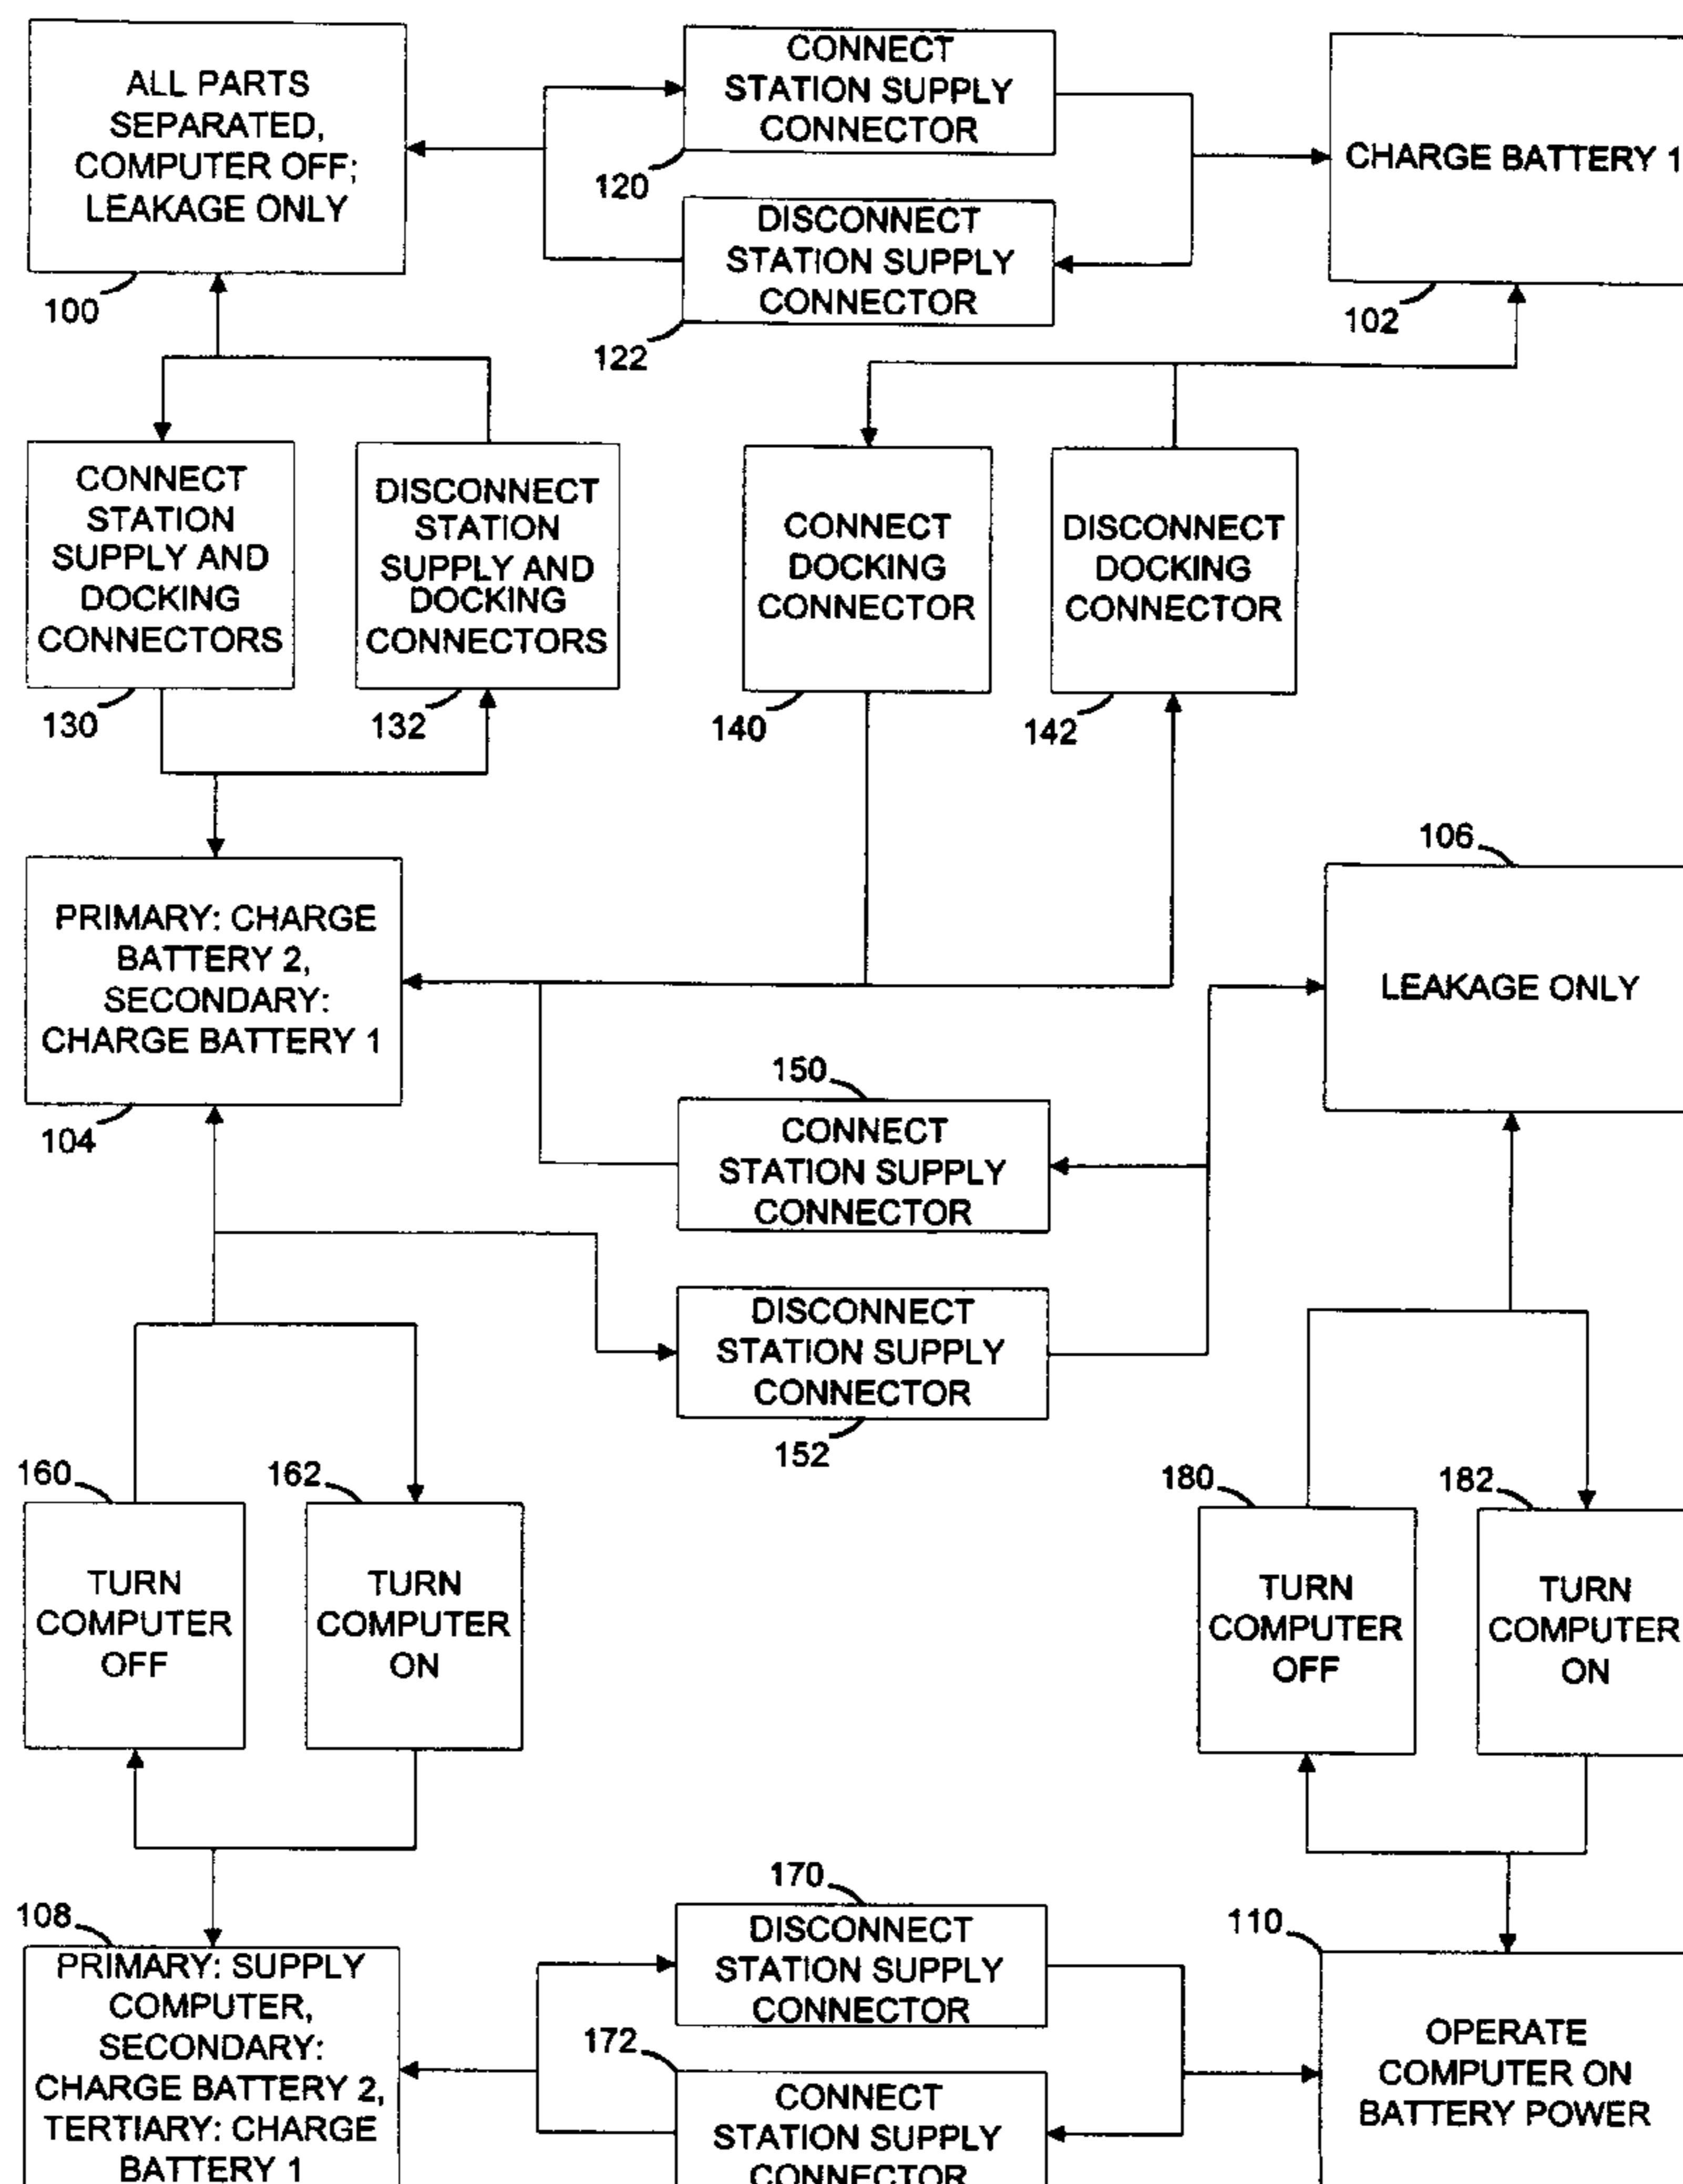 ALL PARTS
SEPARATED,
COMPUTER OFF;
LEAKAGE ONLY
100
CONNECT
STATION SUPPLY
CONNECTOR
120
DISCONNECT
STATION SUPPLY
CONNECTOR
122
CHARGE BATTERY 1
102
CONNECT
STATION
SUPPLY AND
DOCKING
CONNECTORS
130
DISCONNECT
STATION
SUPPLY AND
DOCKING
CONNECTORS
132
CONNECT
DOCKING
CONNECTOR
140
DISCONNECT
DOCKING
CONNECTOR
142
PRIMARY: CHARGE
BATTERY 2,
SECONDARY:
CHARGE BATTERY 1
104
106
LEAKAGE ONLY
150
CONNECT
STATION SUPPLY
CONNECTOR
DISCONNECT
STATION SUPPLY
CONNECTOR
152
160
TURN
COMPUTER
OFF
162
TURN
COMPUTER
ON
180
TURN
COMPUTER
OFF
182
TURN
COMPUTER
ON
108
PRIMARY: SUPPLY
COMPUTER,
SECONDARY:
CHARGE BATTERY 2,
TERTIARY: CHARGE
BATTERY 1
170
DISCONNECT
STATION SUPPLY
CONNECTOR
172
CONNECT
STATION SUPPLY
CONNECTOR
110
OPERATE
COMPUTER ON
BATTERY POWER